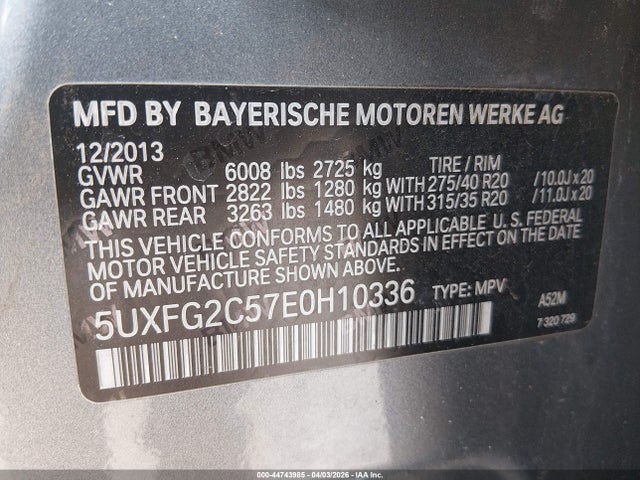 MFD BY BAYERISCHE MOTOREN WERKE AG
12/2013 TIRE / RIM
GVWR 6008 lbs 2725 kg
GAWR FRONT 2822 lbs 1280 kg WITH 275/40 R20 /10.0J x 20
GAWR REAR 3263 lbs 1480 kg WITH 315/35 R20 /11.0J x 20
THIS VEHICLE CONFORMS TO ALL APPLICABLE U. S. FEDERAL
MOTOR VEHICLE SAFETY STANDARDS IN EFFECT ON THE DATE
OF MANUFACTURE SHOWN ABOVE.
5UXFG2C57E0H10336 TYPE: MPV A52M
7 320 729
000-44743985 - 04/03/2026 - IAA Inc.